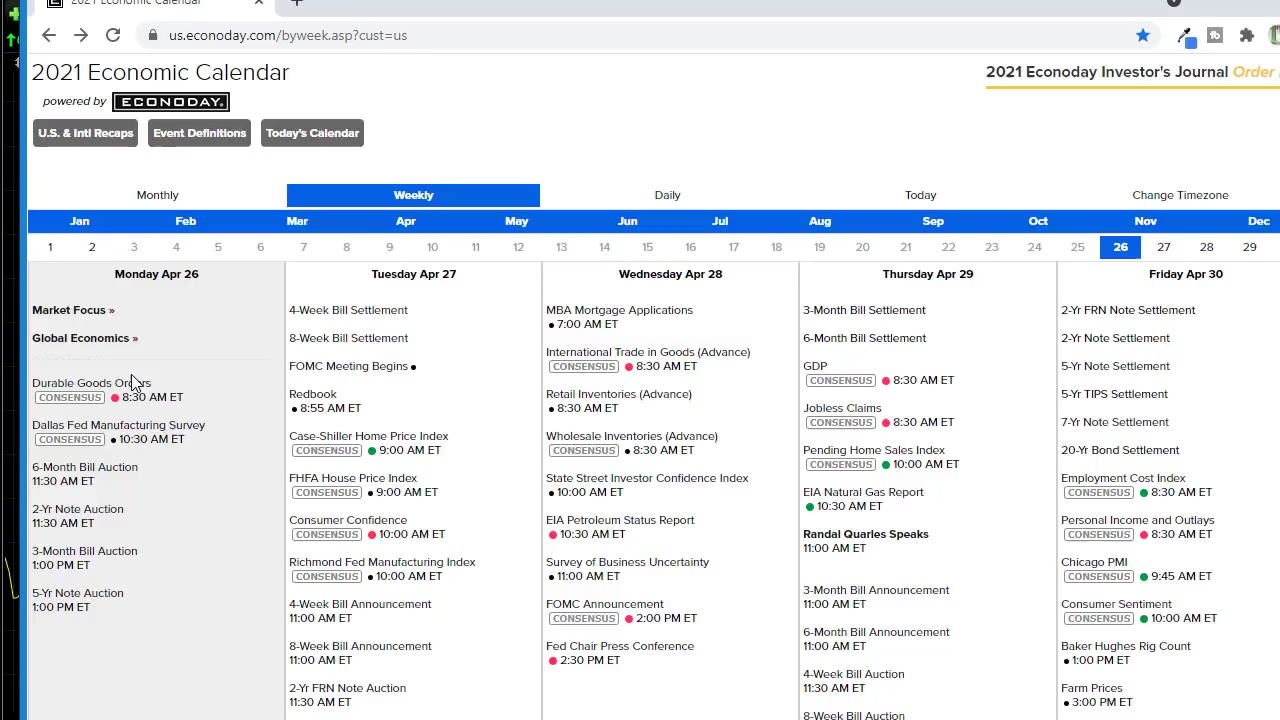 2021 Economic Calendar
us.econoday.com/byweek.asp?cust=us
2021 Economic Calendar
2021 Econoday Investor's Journal Order
powered by ECONODAY.
U.S. & Intl Recaps Event Definitions Today's Calendar
Monthly Weekly Daily Today Change Timezone
Jan Feb Mar Apr May Jun Jul Aug Sep Oct Nov Dec
1 2 3 4 5 6 7 8 9 10 11 12 13 14 15 16 17 18 19 20 21 22 23 24 25 26 27 28 29
Monday Apr 26
Market Focus »
Global Economics »
Durable Goods Orders
CONSENSUS 8:30 AM ET
Dallas Fed Manufacturing Survey
CONSENSUS 10:30 AM ET
6-Month Bill Auction
11:30 AM ET
2-Yr Note Auction
11:30 AM ET
3-Month Bill Auction
1:00 PM ET
5-Yr Note Auction
1:00 PM ET
Tuesday Apr 27
4-Week Bill Settlement
8-Week Bill Settlement
FOMC Meeting Begins
Redbook
8:55 AM ET
Case-Shiller Home Price Index
CONSENSUS 9:00 AM ET
FHFA House Price Index
CONSENSUS 9:00 AM ET
Consumer Confidence
CONSENSUS 10:00 AM ET
Richmond Fed Manufacturing Index
CONSENSUS 10:00 AM ET
4-Week Bill Announcement
11:00 AM ET
8-Week Bill Announcement
11:00 AM ET
2-Yr FRN Note Auction
11:30 AM ET
Wednesday Apr 28
MBA Mortgage Applications
7:00 AM ET
International Trade in Goods (Advance)
CONSENSUS 8:30 AM ET
Retail Inventories (Advance)
8:30 AM ET
Wholesale Inventories (Advance)
CONSENSUS 8:30 AM ET
State Street Investor Confidence Index
10:00 AM ET
EIA Petroleum Status Report
10:30 AM ET
Survey of Business Uncertainty
11:00 AM ET
FOMC Announcement
CONSENSUS 2:00 PM ET
Fed Chair Press Conference
2:30 PM ET
Thursday Apr 29
3-Month Bill Settlement
6-Month Bill Settlement
GDP
CONSENSUS 8:30 AM ET
Jobless Claims
CONSENSUS 8:30 AM ET
Pending Home Sales Index
CONSENSUS 10:00 AM ET
EIA Natural Gas Report
10:30 AM ET
Randal Quarles Speaks
11:00 AM ET
3-Month Bill Announcement
11:00 AM ET
6-Month Bill Announcement
11:00 AM ET
4-Week Bill Auction
11:30 AM ET
8-Week Bill Auction
Friday Apr 30
2-Yr FRN Note Settlement
2-Yr Note Settlement
5-Yr Note Settlement
5-Yr TIPS Settlement
7-Yr Note Settlement
20-Yr Bond Settlement
Employment Cost Index
CONSENSUS 8:30 AM ET
Personal Income and Outlays
CONSENSUS 8:30 AM ET
Chicago PMI
CONSENSUS 9:45 AM ET
Consumer Sentiment
CONSENSUS 10:00 AM ET
Baker Hughes Rig Count
1:00 PM ET
Farm Prices
3:00 PM ET